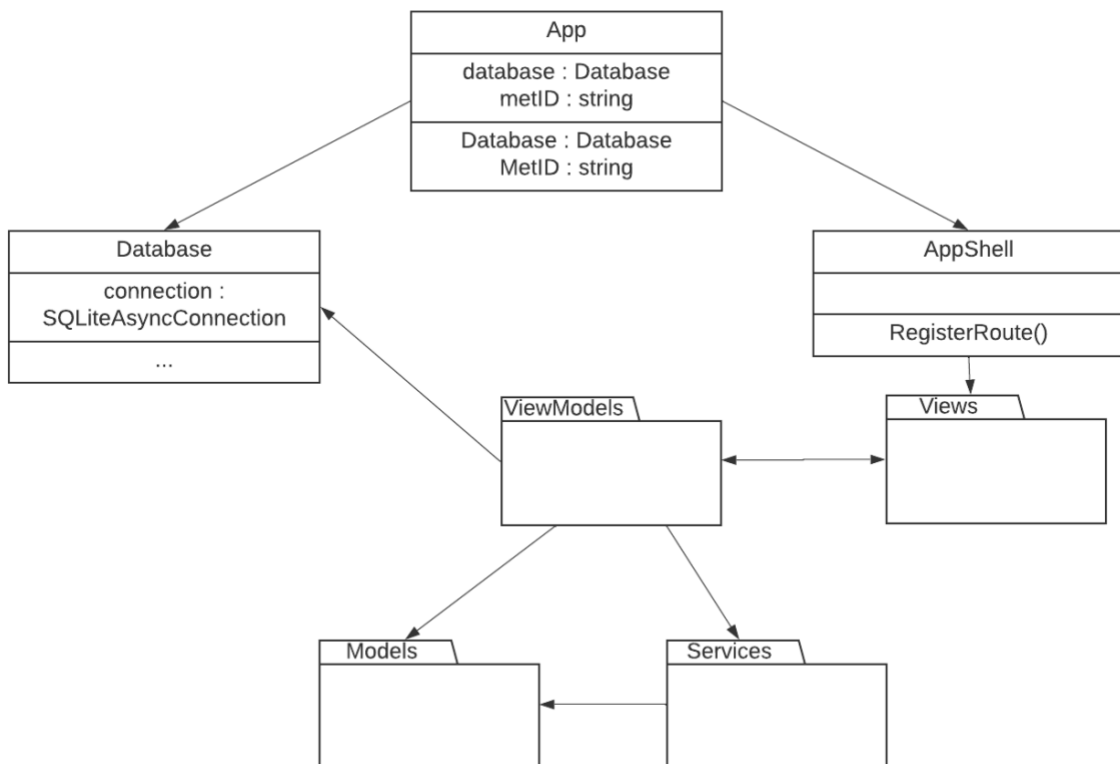 App
database : Database
metID : string
Database : Database
MetID : string
Database
connection :
SQLiteAsyncConnection
...
AppShell
RegisterRoute()
ViewModels
Views
Models
Services